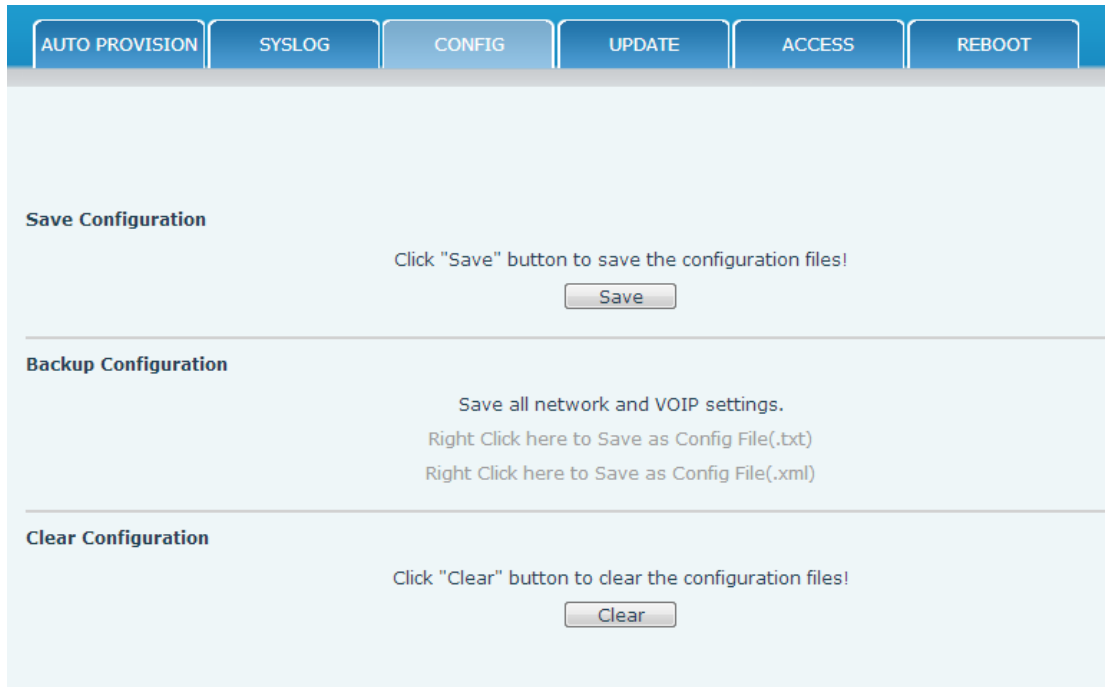 AUTO PROVISION SYSLOG CONFIG UPDATE ACCESS REBOOT
Save Configuration
Click "Save" button to save the configuration files!
Save
Backup Configuration
Save all network and VOIP settings.
Right Click here to Save as Config File(.txt)
Right Click here to Save as Config File(.xml)
Clear Configuration
Click "Clear" button to clear the configuration files!
Clear